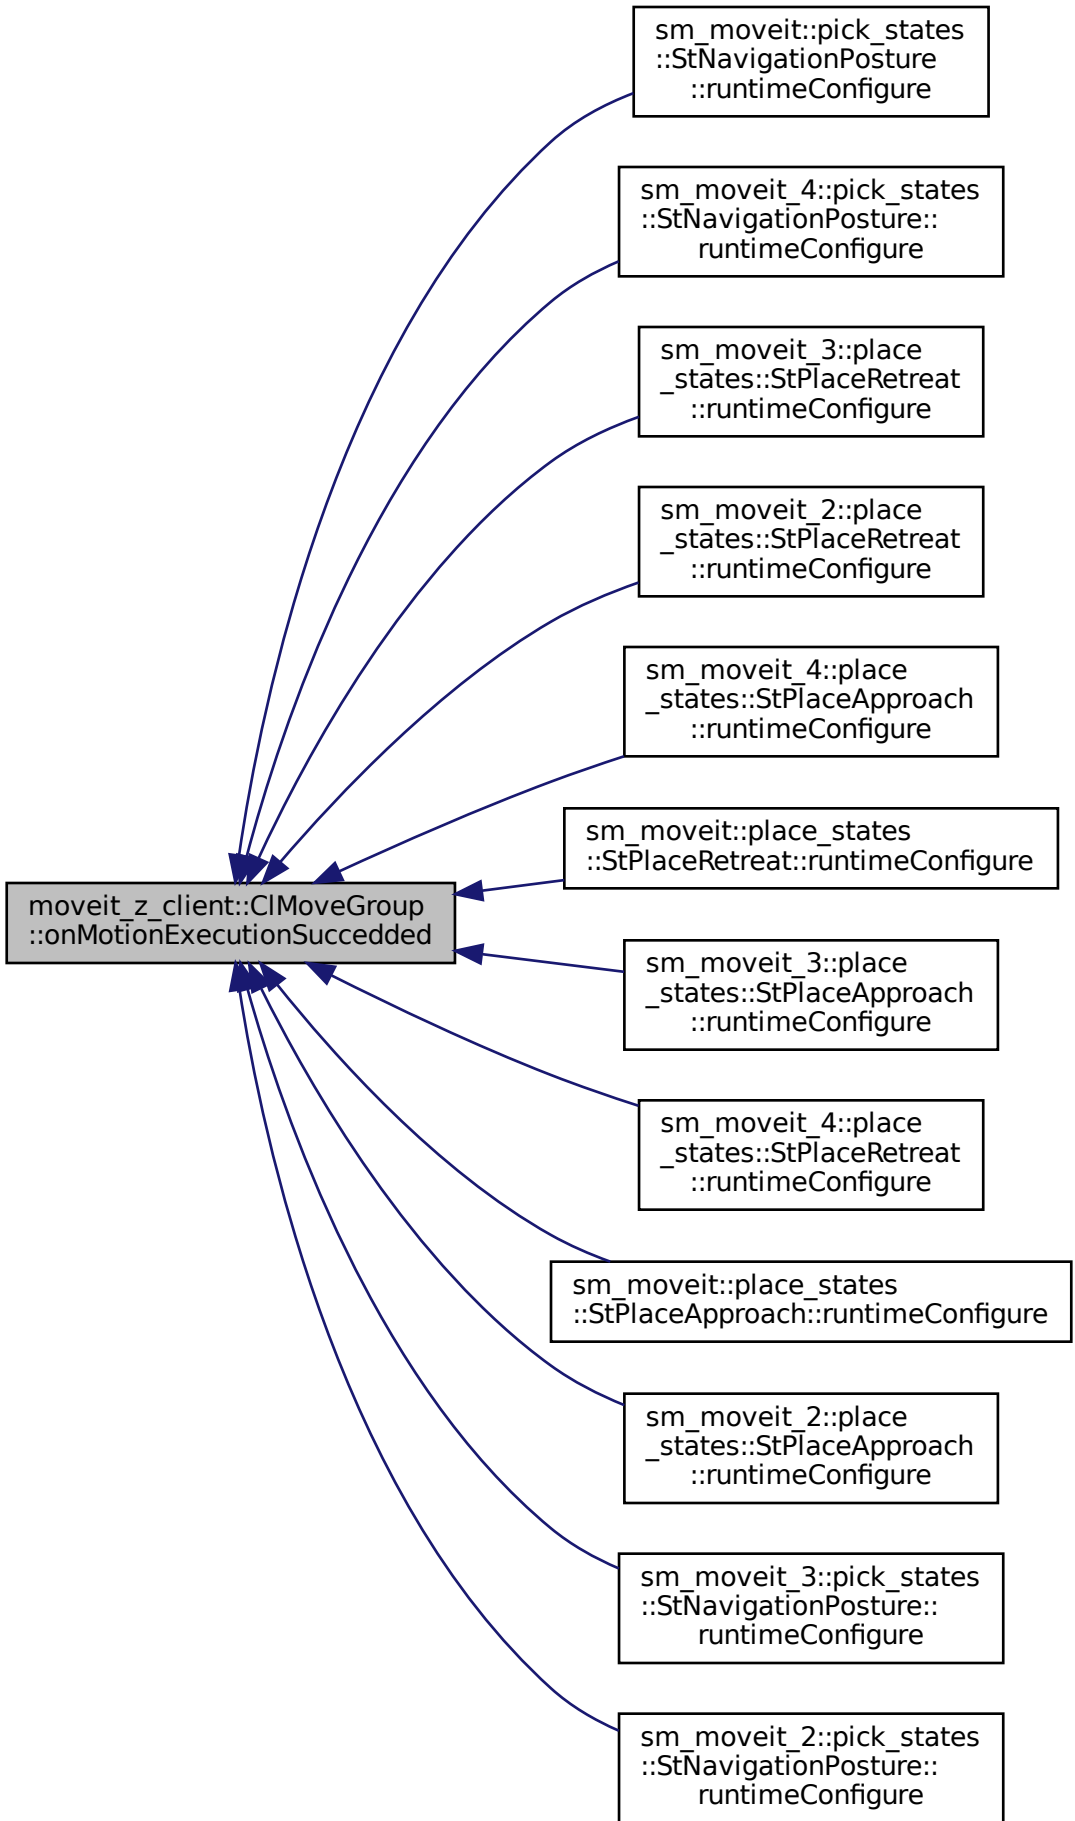 sm_moveit::pick_states
::StNavigationPosture
::runtimeConfigure
sm_moveit_4::pick_states
::StNavigationPosture::
runtimeConfigure
sm_moveit_3::place
_states::StPlaceRetreat
::runtimeConfigure
sm_moveit_2::place
_states::StPlaceRetreat
::runtimeConfigure
sm_moveit_4::place
_states::StPlaceApproach
::runtimeConfigure
sm_moveit::place_states
::StPlaceRetreat::runtimeConfigure
moveit_z_client::ClMoveGroup
::onMotionExecutionSuccedded
sm_moveit_3::place
_states::StPlaceApproach
::runtimeConfigure
sm_moveit_4::place
_states::StPlaceRetreat
::runtimeConfigure
sm_moveit::place_states
::StPlaceApproach::runtimeConfigure
sm_moveit_2::place
_states::StPlaceApproach
::runtimeConfigure
sm_moveit_3::pick_states
::StNavigationPosture::
runtimeConfigure
sm_moveit_2::pick_states
::StNavigationPosture::
runtimeConfigure